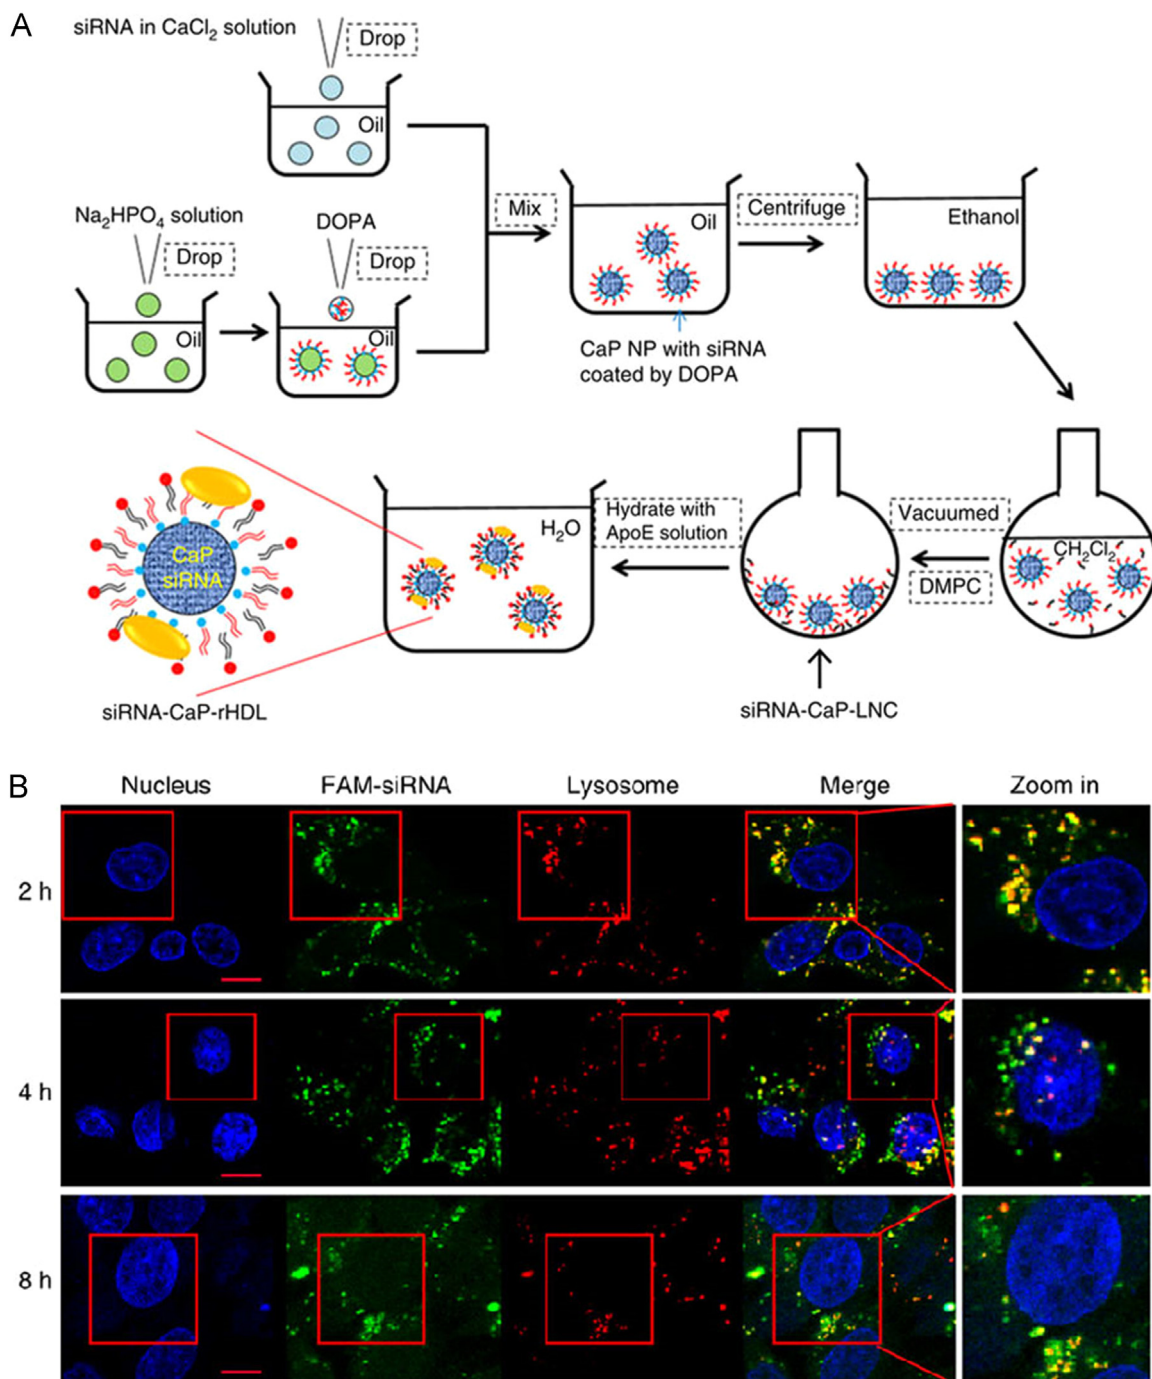 A
siRNA in CaCl2 solution
Drop
Oil
Na2HPO4 solution
Drop
Oil
DOPA
Drop
Oil
Mix
Oil
CaP NP with siRNA
coated by DOPA
Centrifuge
Ethanol
CH2Cl2
Vacuumed
DMPC
siRNA-CaP-LNC
Hydrate with
ApoE solution
H2O
CaP
siRNA
siRNA-CaP-rHDL
B
Nucleus FAM-siRNA Lysosome Merge Zoom in
2 h
4 h
8 h